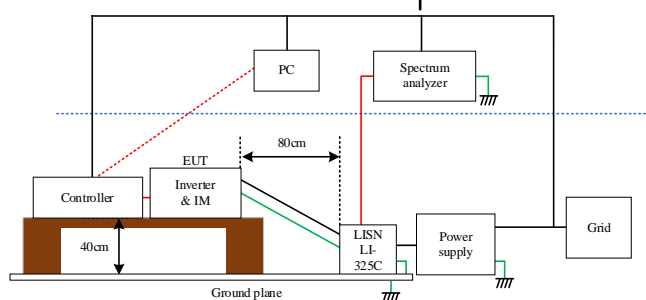 PC
Spectrum
analyzer
80cm
EUT
Inverter
& IM
Controller
40cm
LISN
LI-
325C
Power
supply
Grid
Ground plane